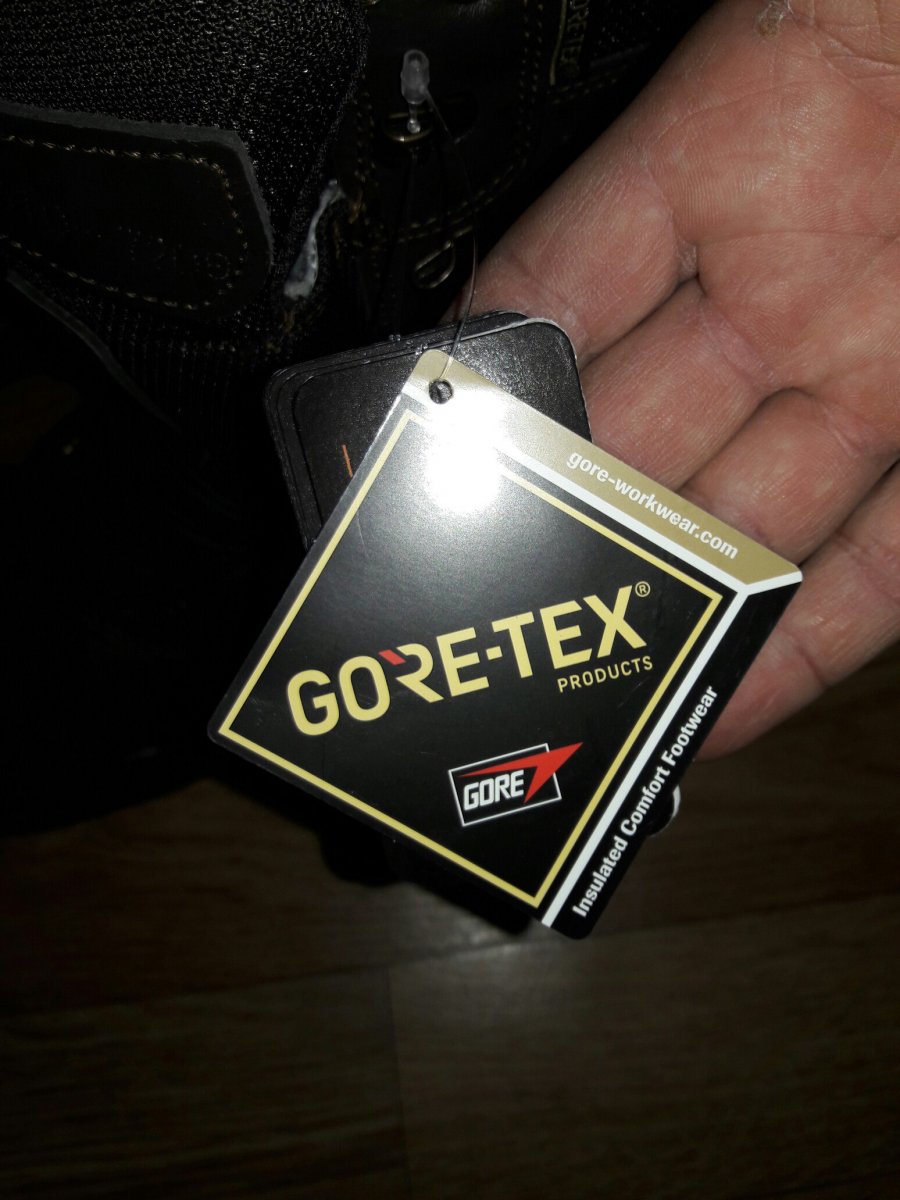 gore-workwear.com
GORE-TEX®
PRODUCTS
GORE
Insulated Comfort Footwear